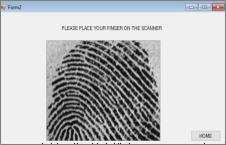 Form2
PLEASE PLACE YOUR FINGER ON THE SCANNER
HOME